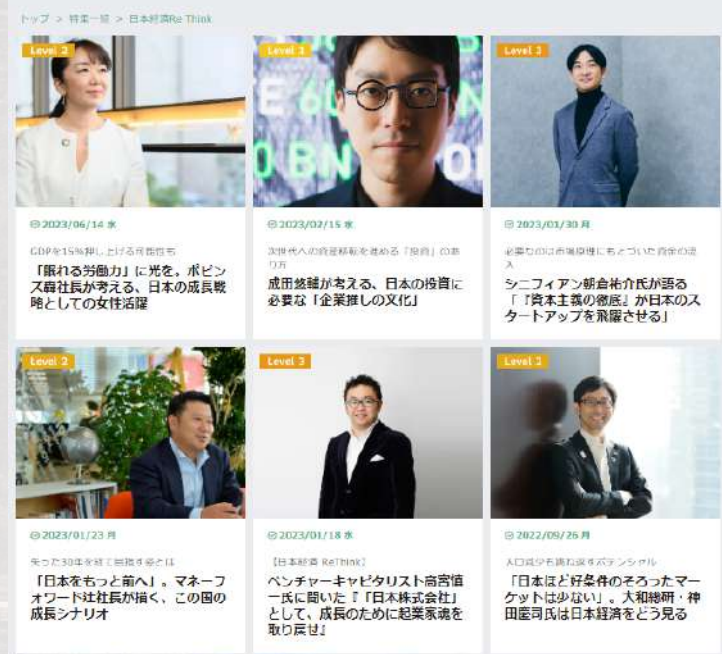 トップ > 特集一覧 > 日本経済Re Think
Level 2
2023/06/14 水
GDPを15%押し上げる可能性も
「眠れる労働力」に光を。ポピン
ズ轟社長が考える、日本の成長戦
略としての女性活躍
Level 3
2023/02/15 水
次世代への資産移転を進める「投資」のあ
り方
成田悠輔が考える、日本の投資に
必要な「企業推しの文化」
Level 3
2023/01/30 月
必要なのは市場原理にもとづいた資金の流
入
シニフィアン朝倉祐介氏が語る
「『資本主義の徹底』が日本のス
タートアップを飛躍させる」
Level 2
2023/01/23 月
失った30年を経て目指す姿とは
「日本をもっと前へ」。マネーフ
ォワード辻社長が描く、この国の
成長シナリオ
Level 3
2023/01/18 水
【日本経済 ReThink】
ベンチャーキャピタリスト高宮慎
一氏に聞いた『「日本株式会社」
として、成長のために起業家魂を
取り戻せ』
2022/09/26 月
人口減少も跳ね返すポテンシャル
「日本ほど好条件のそろったマー
ケットは少ない」。大和総研・神
田慶司氏は日本経済をどう見る